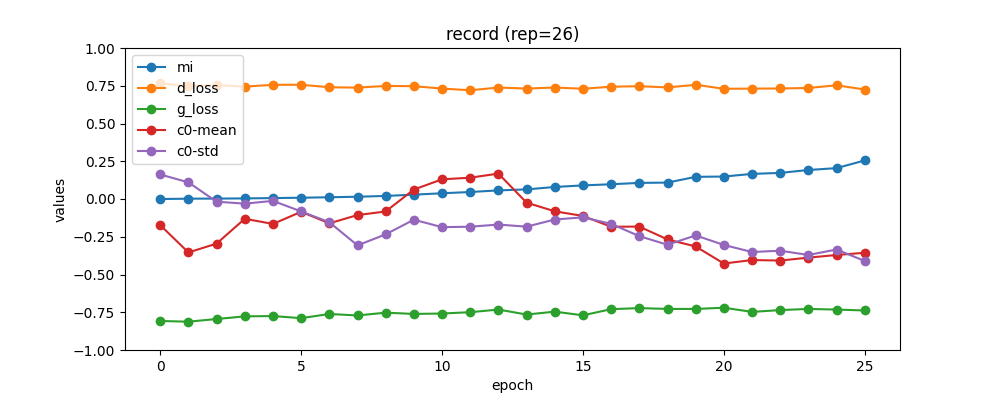 record (rep=26)
1.00
0.75
0.50
0.25
0.00
−0.25
−0.50
−0.75
−1.00
values
mi
d_loss
g_loss
c0-mean
c0-std
0 5 10 15 20 25
epoch